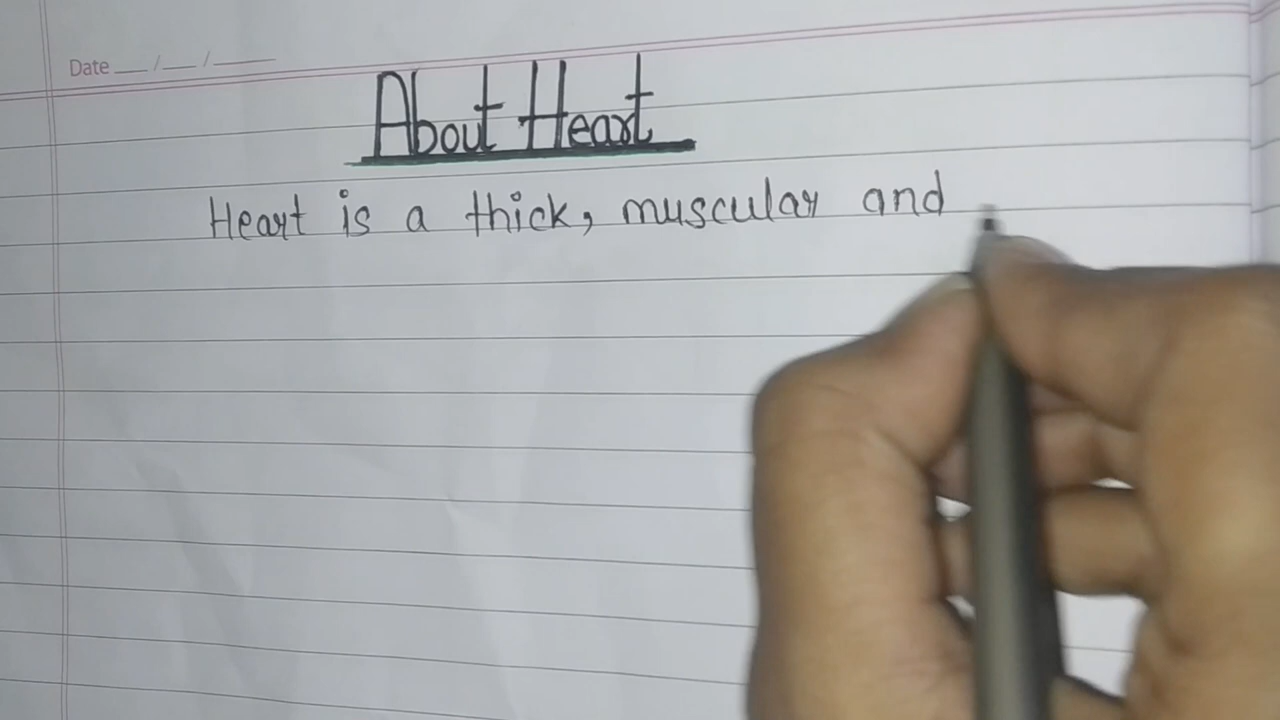 Date __ /__ /____
About Heart
Heart is a thick, muscular and